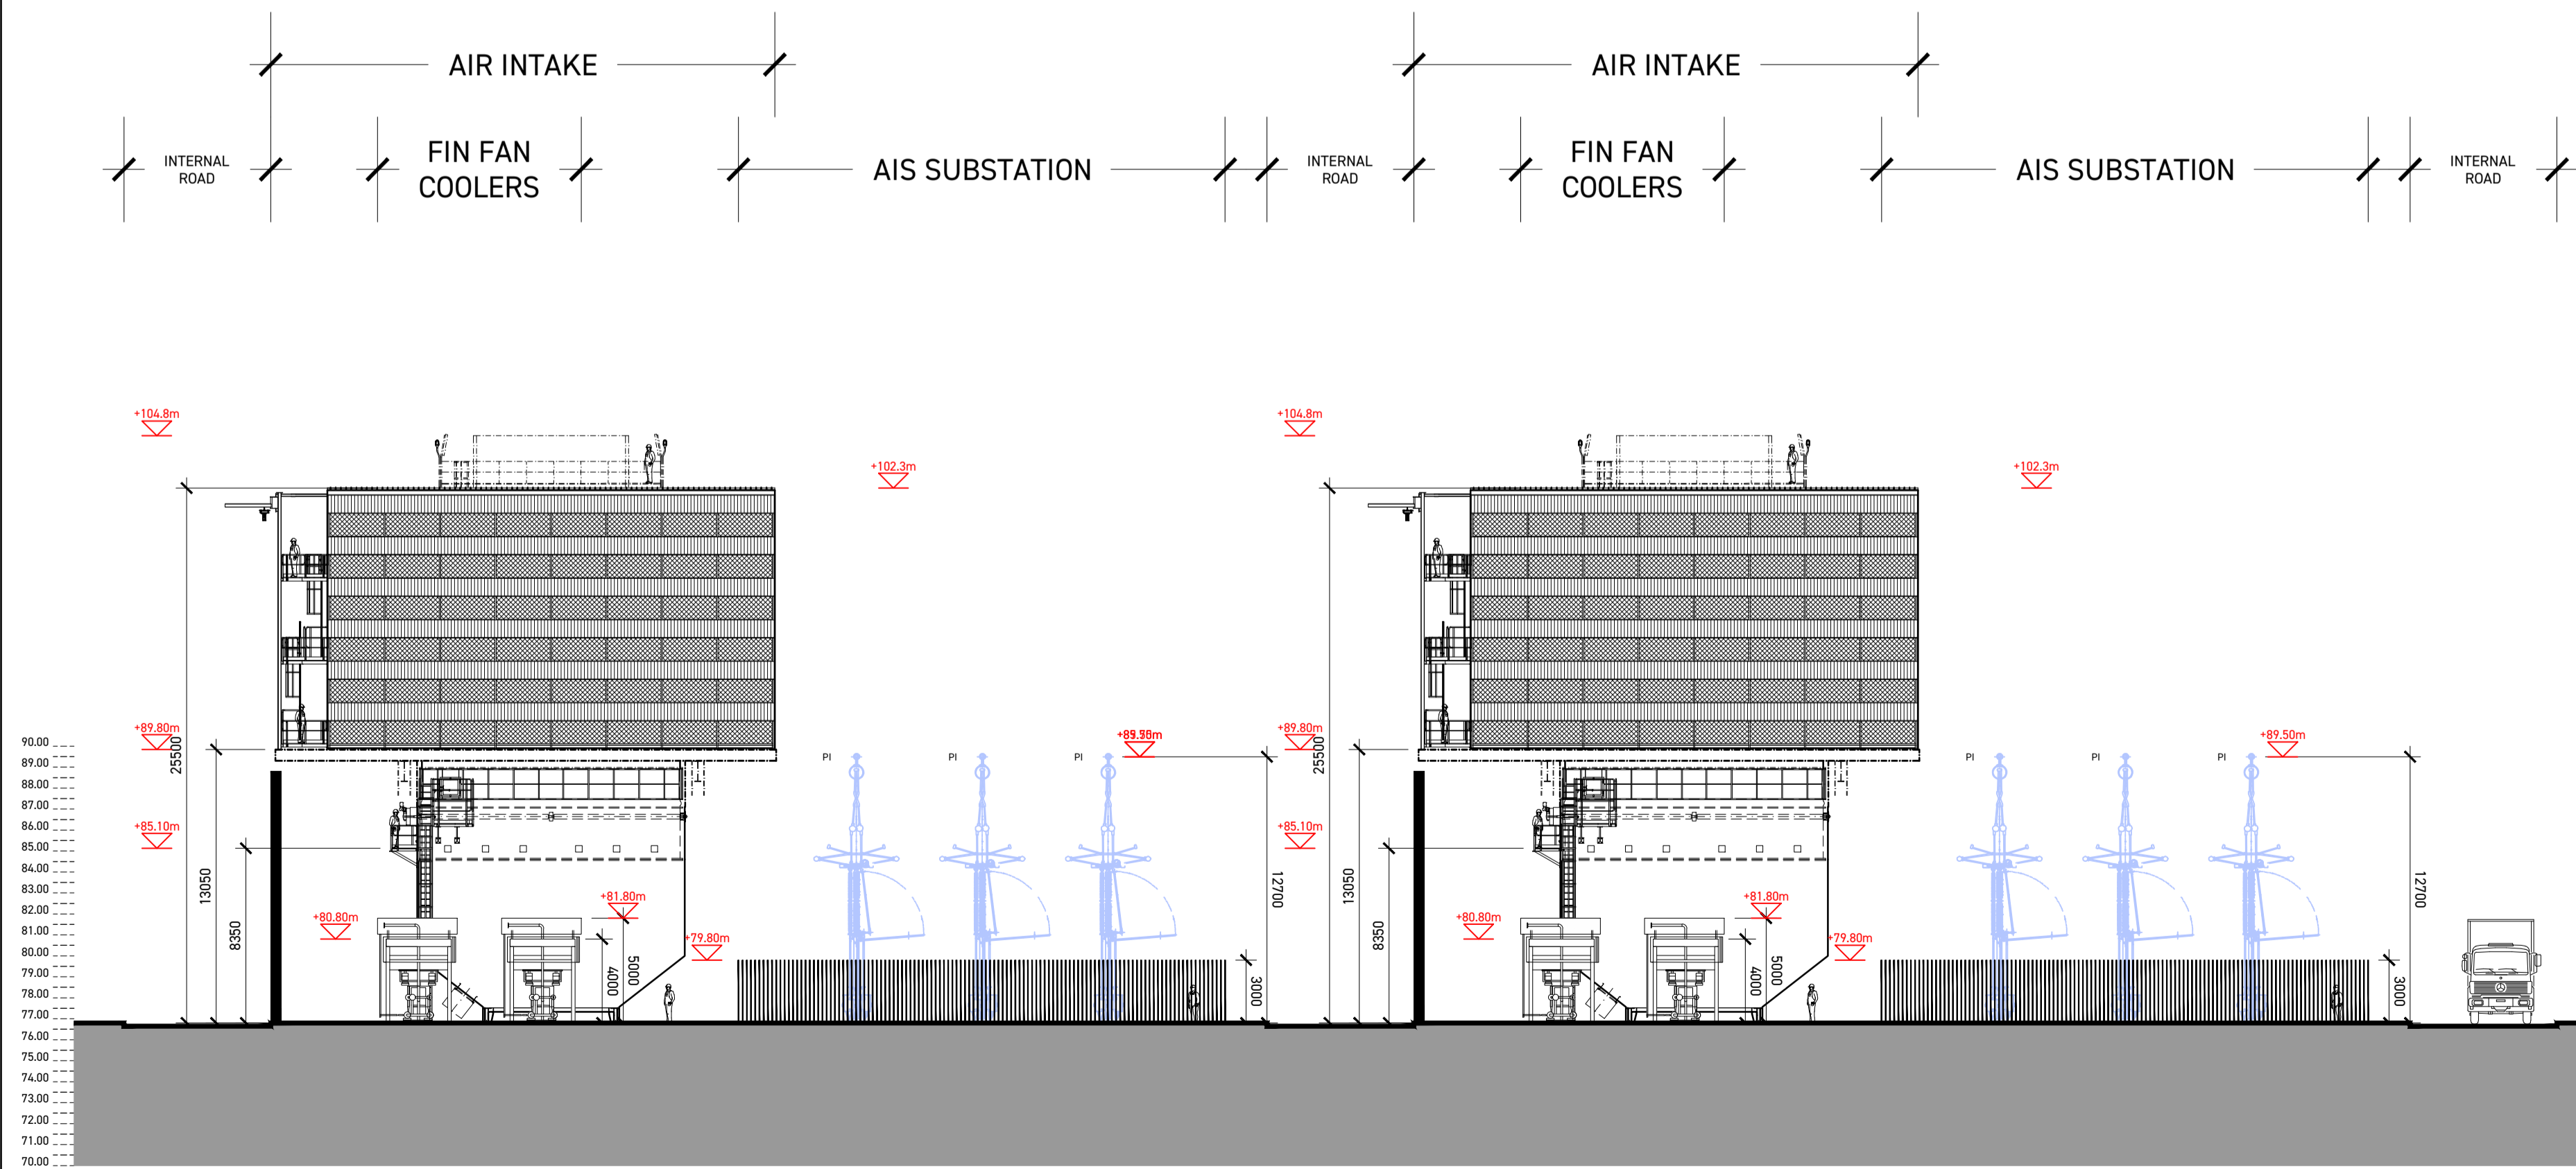 AIR INTAKE
AIR INTAKE
INTERNAL
ROAD
FIN FAN
COOLERS
AIS SUBSTATION
INTERNAL
ROAD
FIN FAN
COOLERS
AIS SUBSTATION
INTERNAL
ROAD
+104.8m
+104.8m
+102.3m
+102.3m
+89.80m
25500
+89.80m
25500
+89.50m
PI
PI
PI
PI
PI
PI
+85.10m
+85.10m
13050
8350
12700
13050
8350
12700
+80.80m
+81.80m
+79.80m
+80.80m
+81.80m
+79.80m
4000
5000
3000
4000
5000
3000
90.00
89.00
88.00
87.00
86.00
85.00
84.00
83.00
82.00
81.00
80.00
79.00
78.00
77.00
76.00
75.00
74.00
73.00
72.00
71.00
70.00